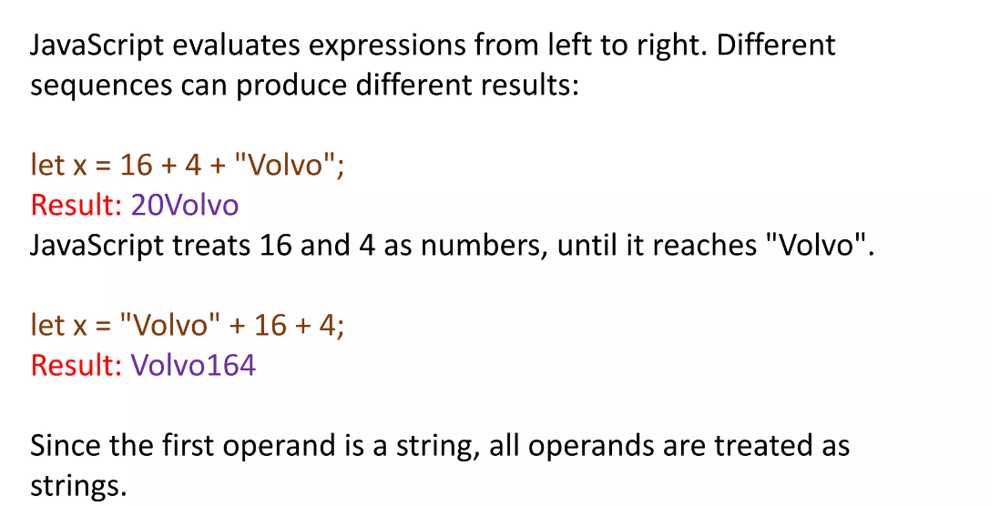 JavaScript evaluates expressions from left to right. Different
sequences can produce different results:
let x = 16 + 4 + "Volvo";
Result: 20Volvo
JavaScript treats 16 and 4 as numbers, until it reaches "Volvo".
let x = "Volvo" + 16 + 4;
Result: Volvo164
Since the first operand is a string, all operands are treated as
strings.